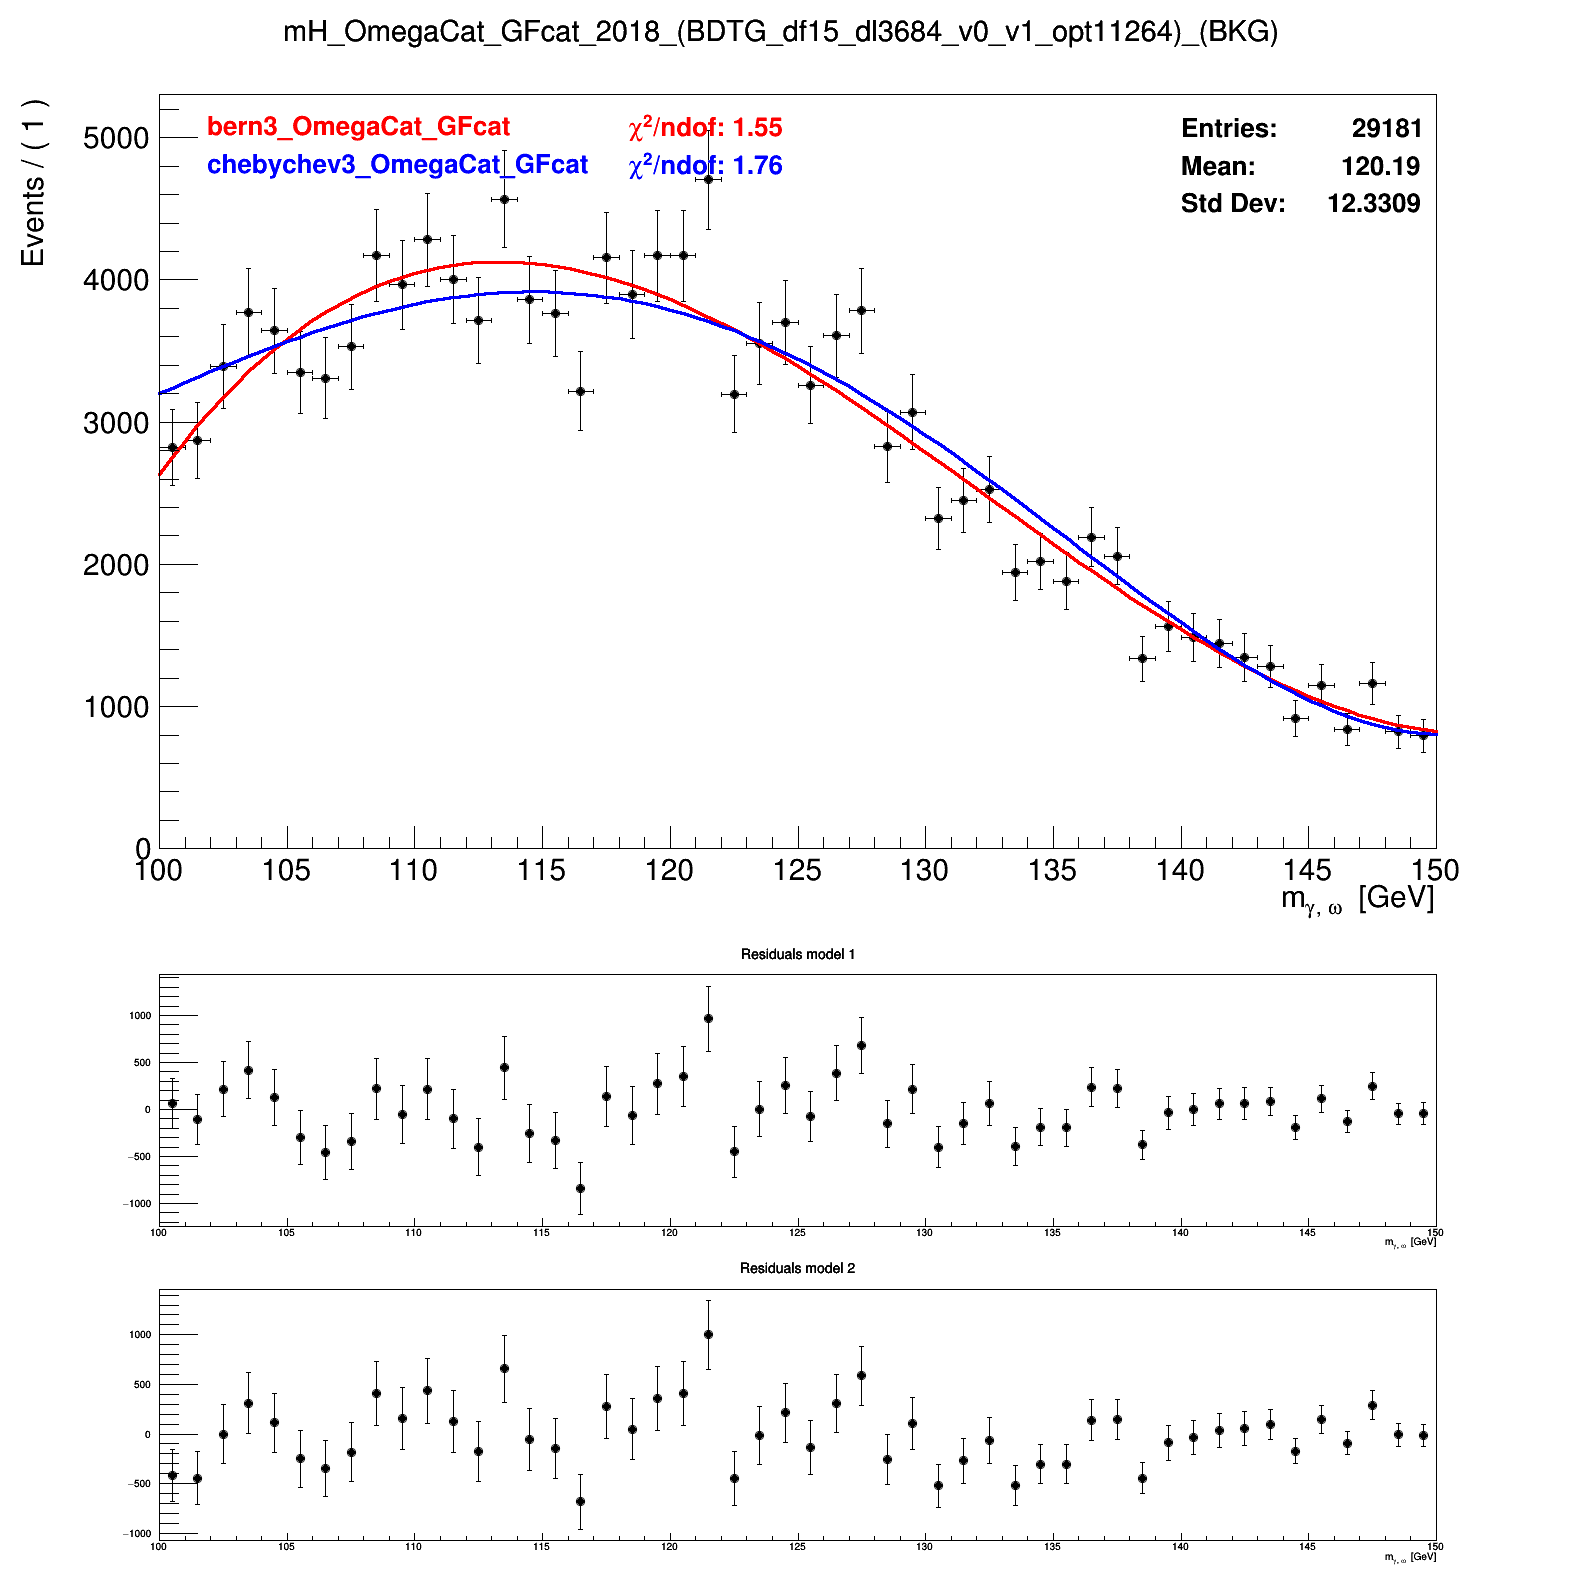 mH_OmegaCat_GFcat_2018_(BDTG_df15_dl3684_v0_v1_opt11264)_(BKG)
Events / ( 1 )
bern3_OmegaCat_GFcat χ²/ndof: 1.55
chebychev3_OmegaCat_GFcat χ²/ndof: 1.76
Entries: 29181
Mean: 120.19
Std Dev: 12.3309
5000
4000
3000
2000
1000
0
100 105 110 115 120 125 130 135 140 145 150
m_γ, ω [GeV]
Residuals model 1
1000
500
0
−500
−1000
100 105 110 115 120 125 130 135 140 145 150
m_γ, ω [GeV]
Residuals model 2
1000
500
0
−500
−1000
100 105 110 115 120 125 130 135 140 145 150
m_γ, ω [GeV]